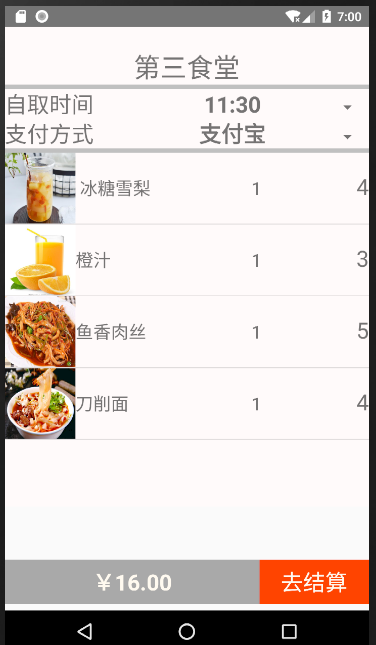 7:00
第三食堂
自取时间 11:30
支付方式 支付宝
冰糖雪梨 1 4
橙汁 1 3
鱼香肉丝 1 5
刀削面 1 4
￥16.00 去结算